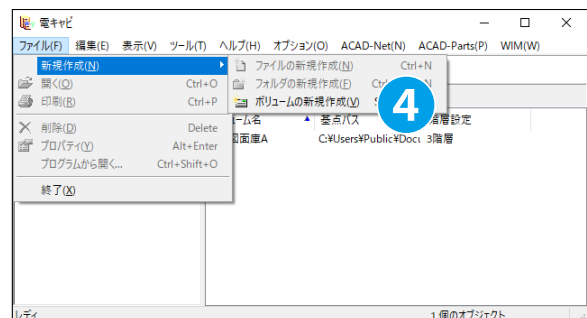 電キャビ
ファイル(F) 編集(E) 表示(V) ツール(T) ヘルプ(H) オプション(O) ACAD-Net(N) ACAD-Parts(P) WIM(W)
新規作成(N)
ファイルの新規作成(N) Ctrl+N
開く(O) Ctrl+O
フォルダの新規作成(F)
印刷(R) Ctrl+P
ボリュームの新規作成(V)
4
基点パス
階層設定
削除(D) Delete
図面庫A C:¥Users¥Public¥Docu 3階層
プロパティ(Y) Alt+Enter
プログラムから開く... Ctrl+Shift+O
終了(X)
レディ 1 個のオブジェクト